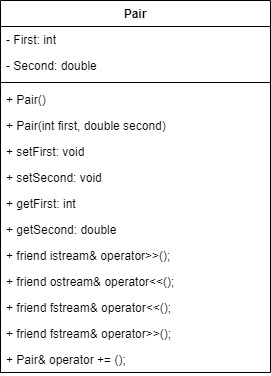 Pair
- First: int
- Second: double
+ Pair()
+ Pair(int first, double second)
+ setFirst: void
+ setSecond: void
+ getFirst: int
+ getSecond: double
+ friend istream& operator>>();
+ friend ostream& operator<<();
+ friend fstream& operator<<();
+ friend fstream& operator>>();
+ Pair& operator += ();